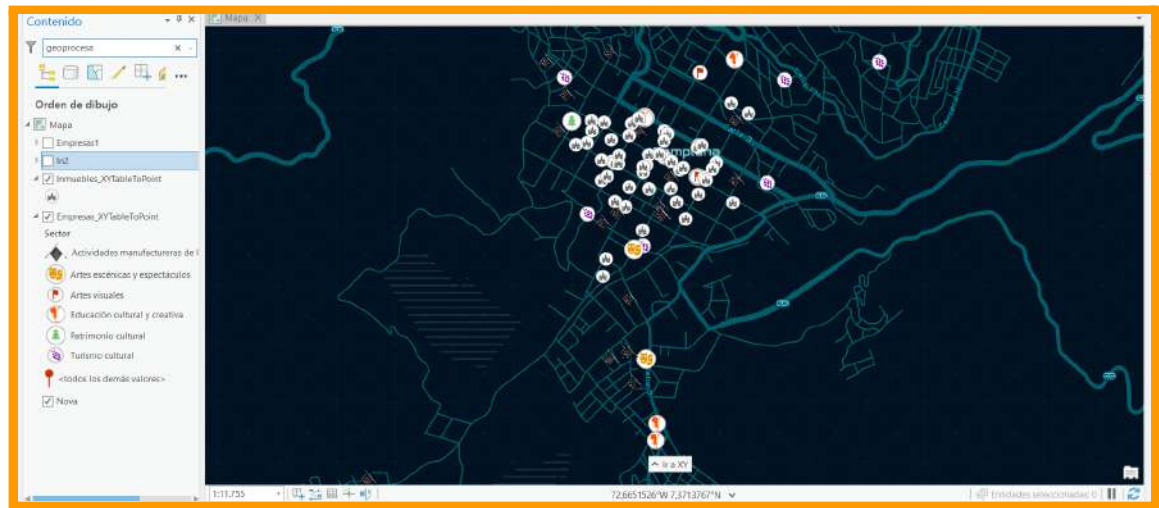 Contenido
Mapa
geoprocesa
Orden de dibujo
Mapa
Empresas1
In2
Inmuebles_XYTableToPoint
Empresas_XYTableToPoint
Sector
Actividades manufactureras de l
Artes escénicas y espectáculos
Artes visuales
Educación cultural y creativa
Patrimonio cultural
Turismo cultural
<todos los demás valores>
Nova
Ir a XY
1:11.755
72,6651526°W 7,3713767°N
Entidades seleccionadas: 0